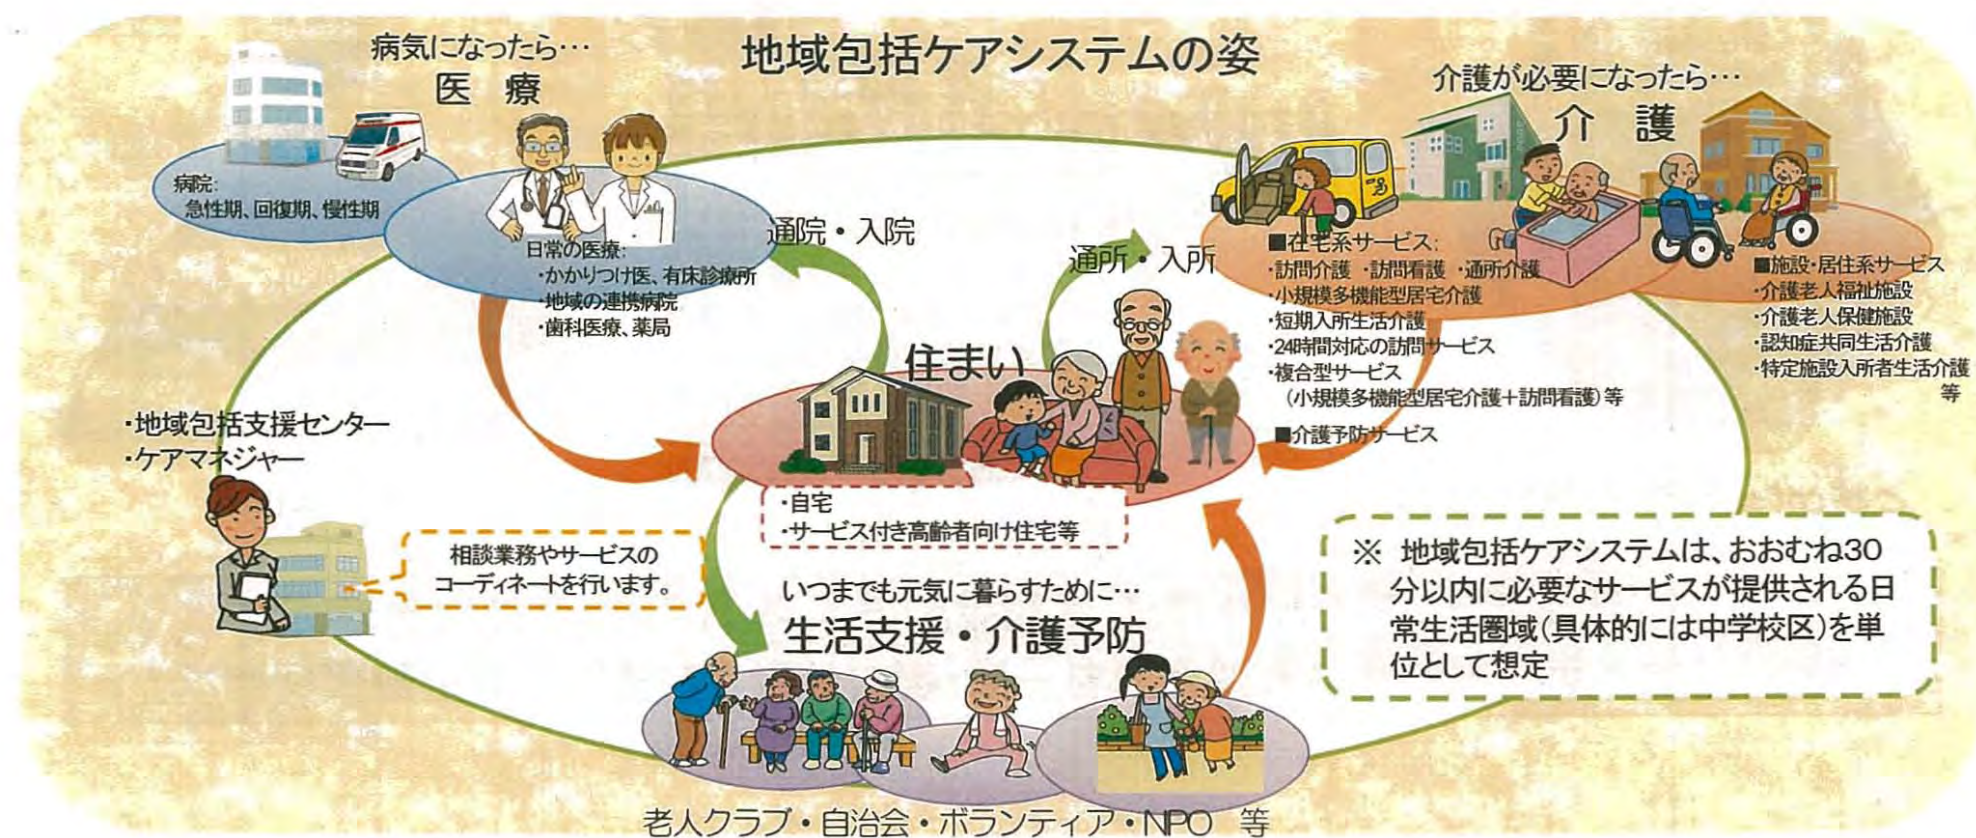 地域包括ケアシステムの姿
病気になったら…
医療
病院:
急性期、回復期、慢性期
日常の医療:
・かかりつけ医、有床診療所
・地域の連携病院
・歯科医療、薬局
通院・入院
通所・入所
介護が必要になったら…
介護
■在宅系サービス:
・訪問介護 ・訪問看護 ・通所介護
・小規模多機能型居宅介護
・短期入所生活介護
・24時間対応の訪問サービス
・複合型サービス
（小規模多機能型居宅介護＋訪問看護）等
■介護予防サービス
■施設・居住系サービス
・介護老人福祉施設
・介護老人保健施設
・認知症共同生活介護
・特定施設入所者生活介護
等
住まい
・自宅
・サービス付き高齢者向け住宅等
・地域包括支援センター
・ケアマネジャー
相談業務やサービスの
コーディネートを行います。
いつまでも元気に暮らすために…
生活支援・介護予防
老人クラブ・自治会・ボランティア・NPO 等
※ 地域包括ケアシステムは、おおむね30
分以内に必要なサービスが提供される日
常生活圏域（具体的には中学校区）を単
位として想定